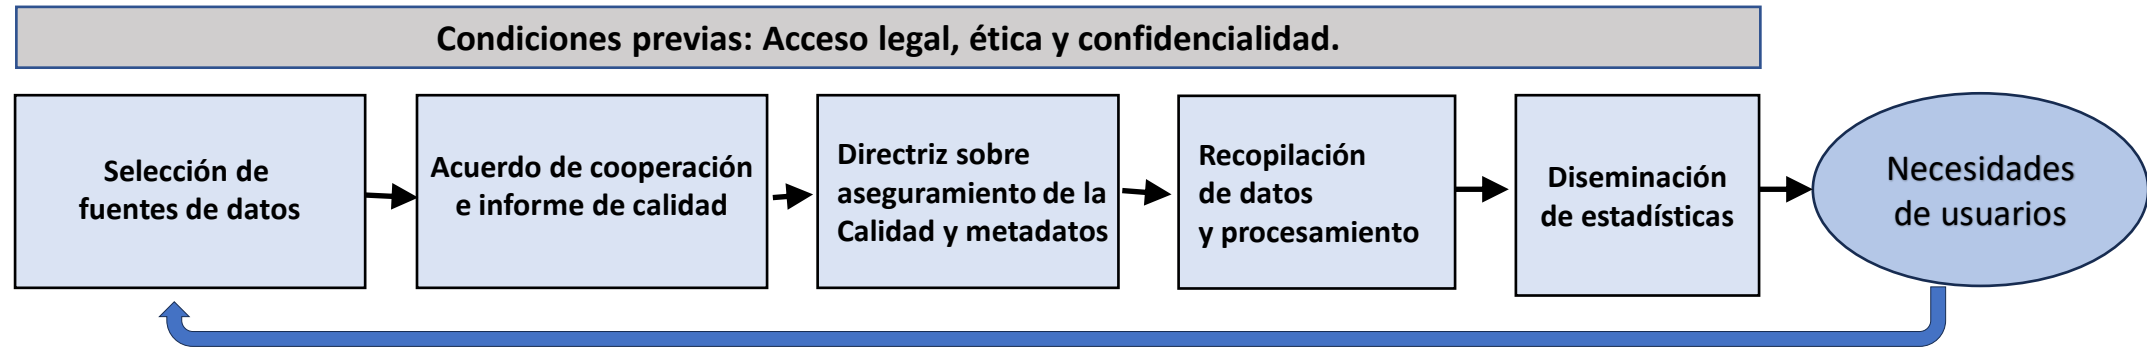 Condiciones previas: Acceso legal, ética y confidencialidad.
Selección de
fuentes de datos
Acuerdo de cooperación
e informe de calidad
Directriz sobre
aseguramiento de la
Calidad y metadatos
Recopilación
de datos
y procesamiento
Diseminación
de estadísticas
Necesidades
de usuarios